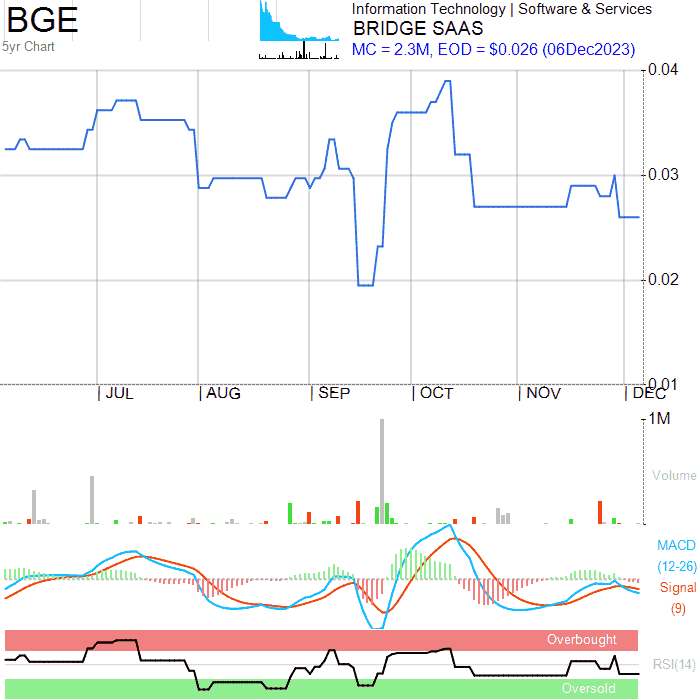 BGE
5yr Chart
Information Technology | Software & Services
BRIDGE SAAS
MC = 2.3M, EOD = $0.026 (06Dec2023)
0.04
0.03
0.02
0.01
| JUL | AUG | SEP | OCT | NOV | DEC
1M
Volume
MACD
(12-26)
Signal
(9)
Overbought
RSI(14)
Oversold